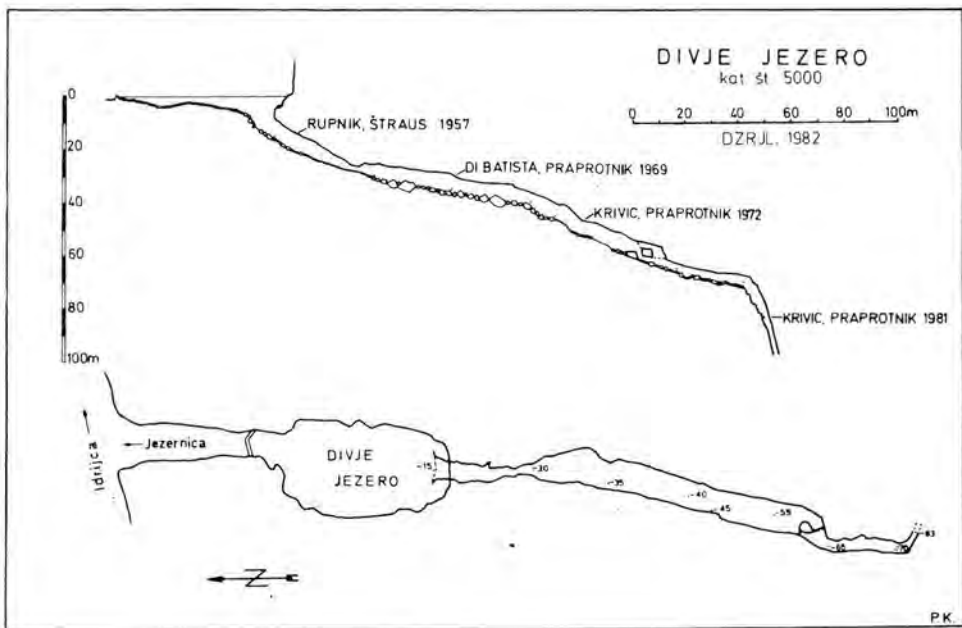 DIVJE JEZERO
kat. št. 5000
0 20 40 60 80 100m
DZRJL, 1982
0
20
40
60
80
100m
RUPNIK, ŠTRAUS 1957
DI BATISTA, PRAPROTNIK 1969
KRIVIC, PRAPROTNIK 1972
KRIVIC, PRAPROTNIK 1981
Idrijca
Jezernica
DIVJE
JEZERO
-15
-30
-35
-40
-45
-55
-65
-70
-83
N
P.K.